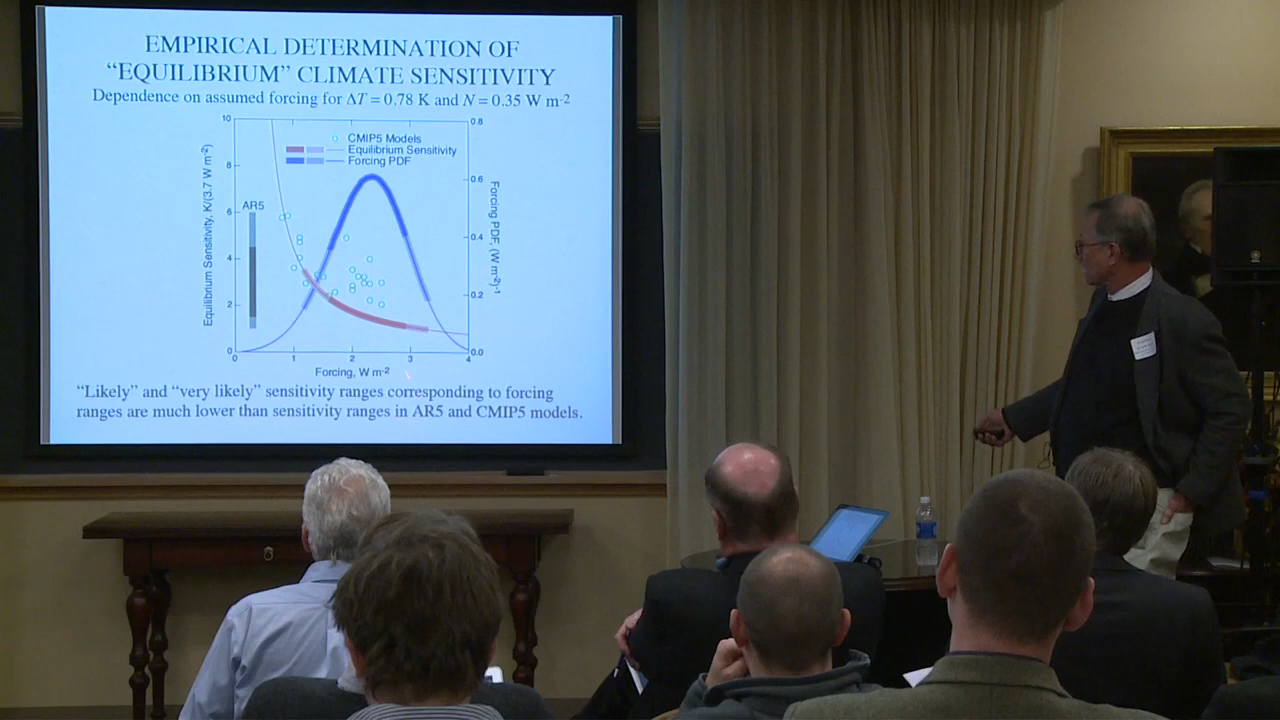 EMPIRICAL DETERMINATION OF
“EQUILIBRIUM” CLIMATE SENSITIVITY
Dependence on assumed forcing for ΔT = 0.78 K and N = 0.35 W m-2
10
8
6
4
2
0
Equilibrium Sensitivity, K/(3.7 W m-2)
AR5
CMIP5 Models
Equilibrium Sensitivity
Forcing PDF
0.8
0.6
0.4
0.2
0.0
Forcing PDF, (W m-2)-1
0 1 2 3 4
Forcing, W m-2
“Likely” and “very likely” sensitivity ranges corresponding to forcing
ranges are much lower than sensitivity ranges in AR5 and CMIP5 models.